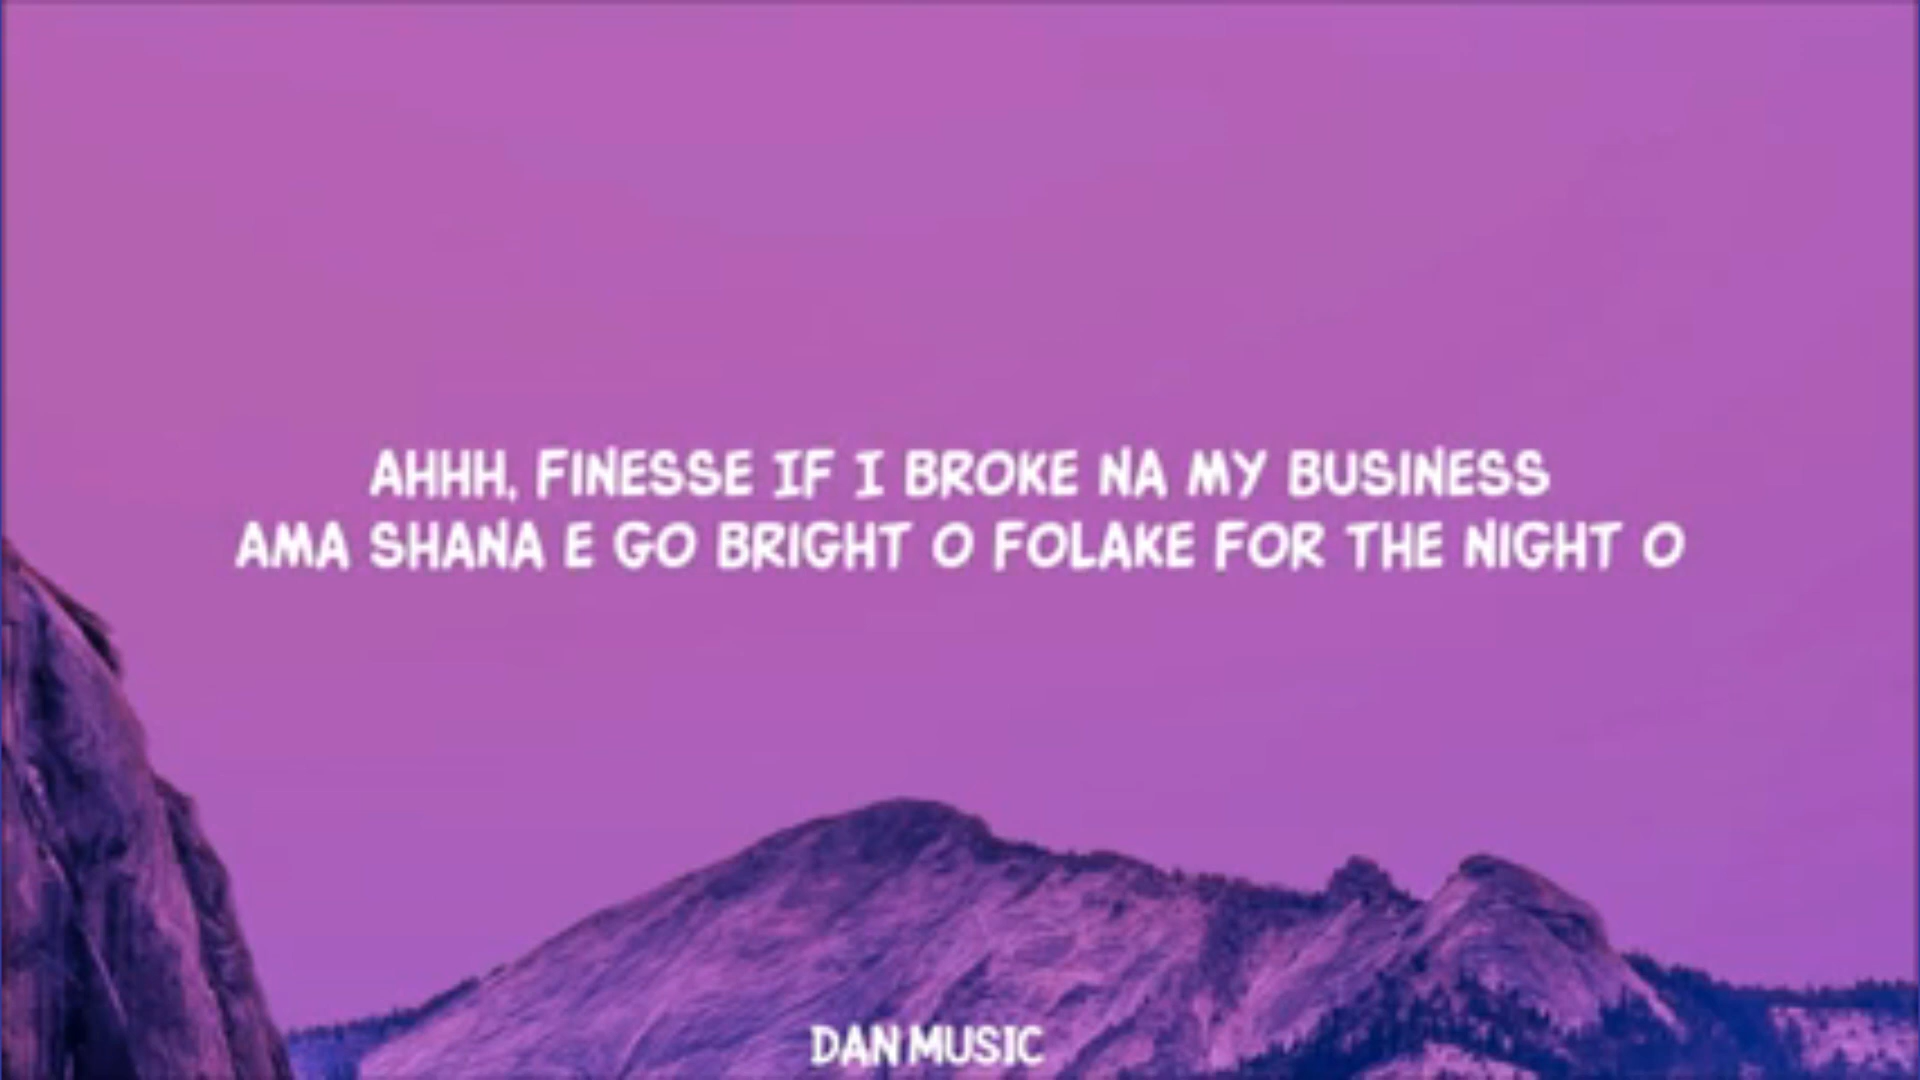 AHHH, FINESSE IF I BROKE NA MY BUSINESS
AMA SHANA E GO BRIGHT O FOLAKE FOR THE NIGHT O
DAN MUSIC